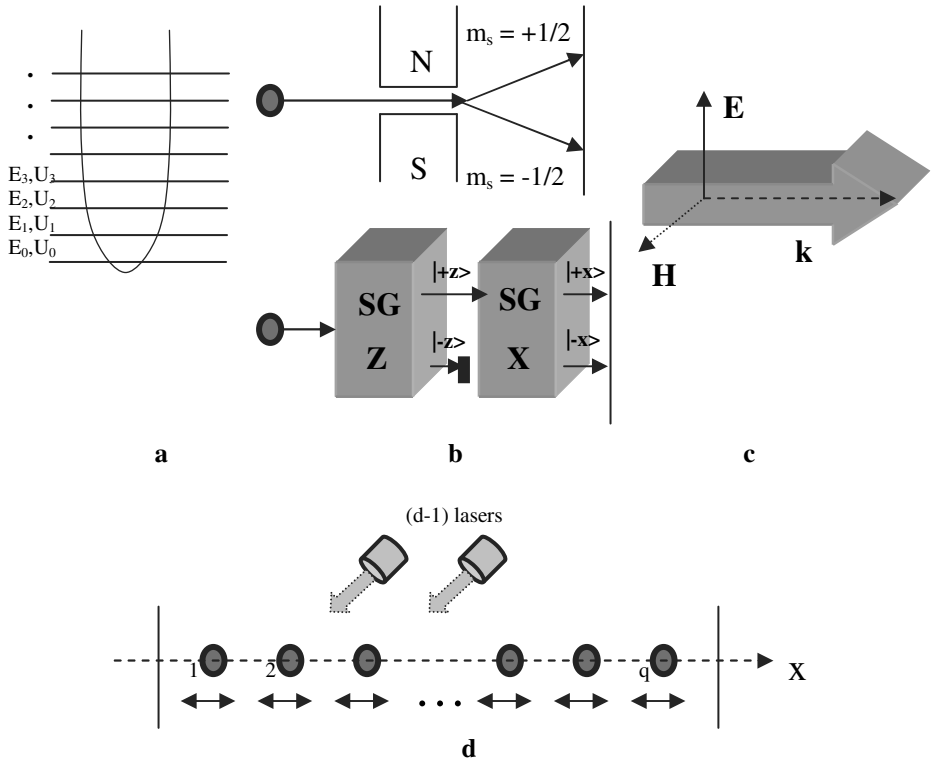 E₃,U₃
E₂,U₂
E₁,U₁
E₀,U₀
a
N
S
mₛ = +1/2
mₛ = -1/2
SG
Z
|+z>
|-z>
SG
X
|+x>
|-x>
b
E
H
k
c
(d-1) lasers
1
2
...
q
X
d